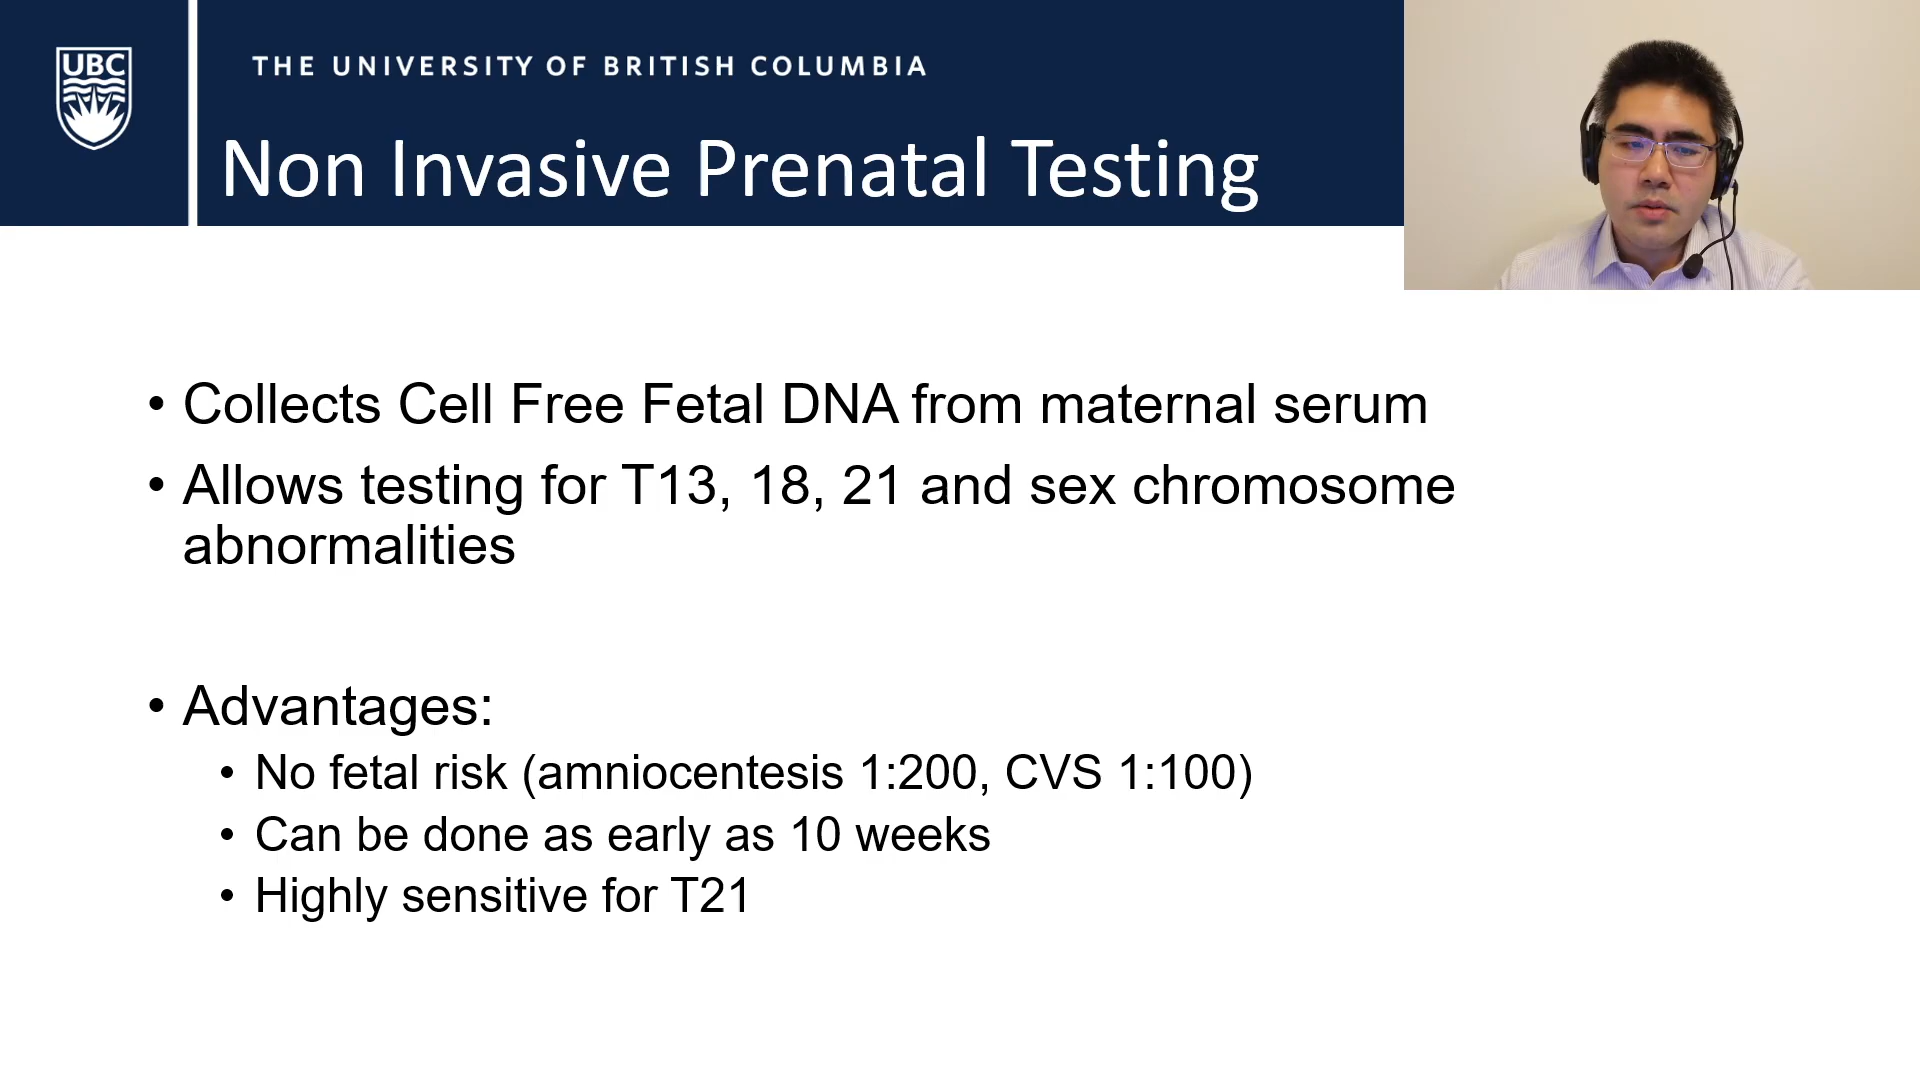 UBC
THE UNIVERSITY OF BRITISH COLUMBIA
Non Invasive Prenatal Testing
• Collects Cell Free Fetal DNA from maternal serum
• Allows testing for T13, 18, 21 and sex chromosome
abnormalities
• Advantages:
• No fetal risk (amniocentesis 1:200, CVS 1:100)
• Can be done as early as 10 weeks
• Highly sensitive for T21